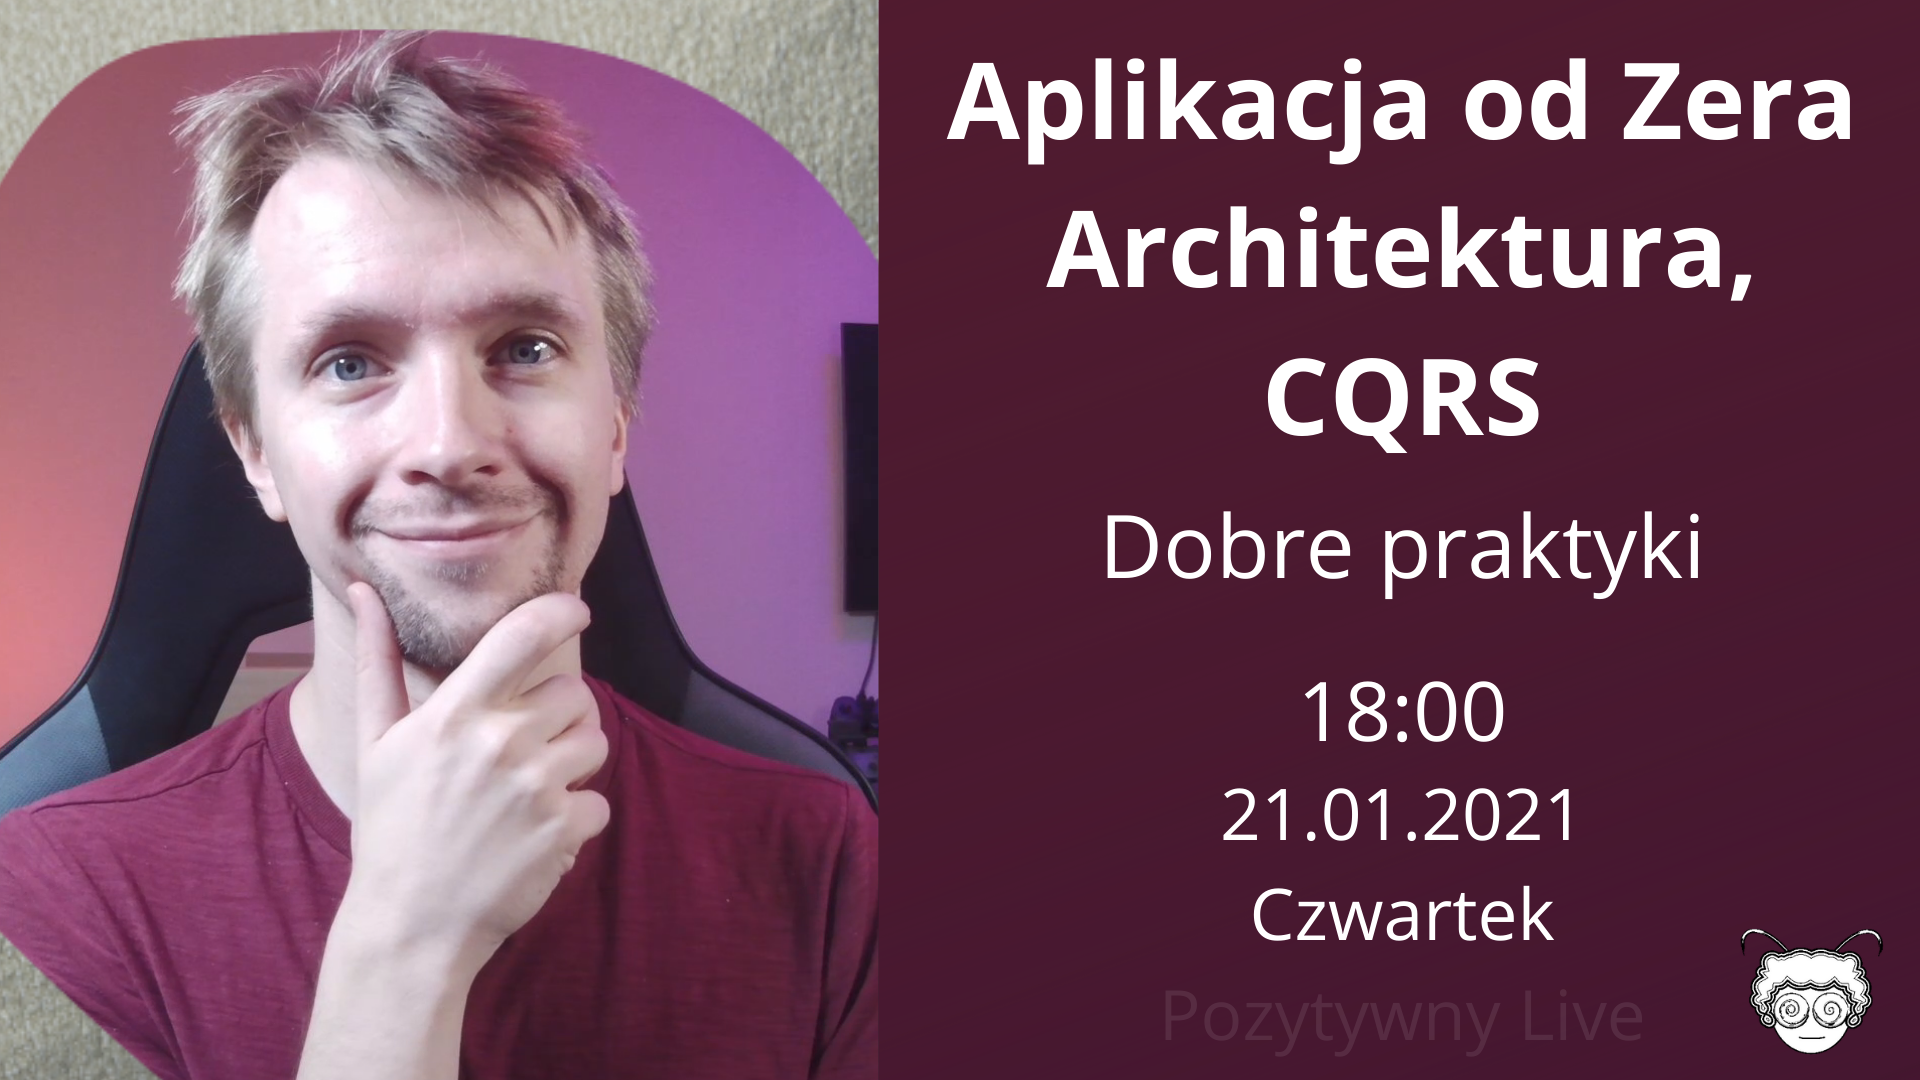 Aplikacja od Zera
Architektura,
CQRS
Dobre praktyki
18:00
21.01.2021
Czwartek
Pozytywny Live